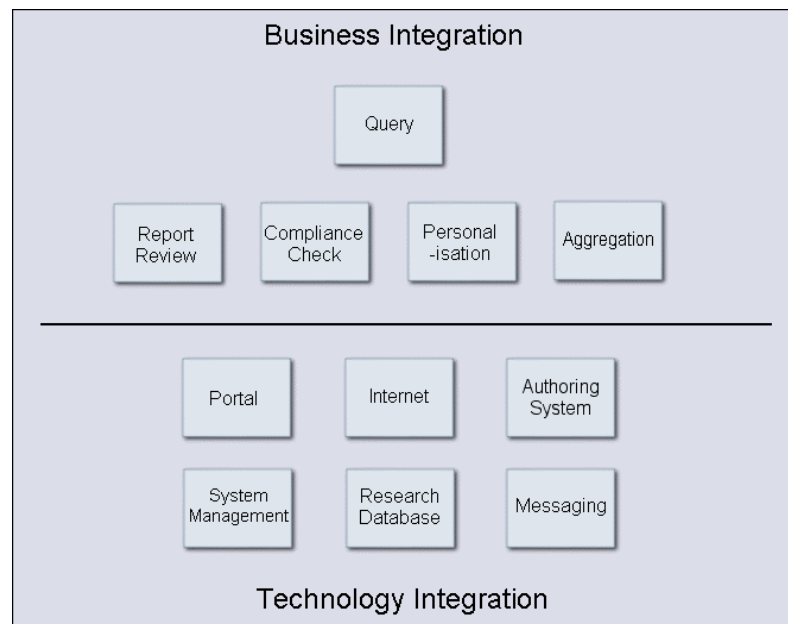 Business Integration
Query
Report
Review
Compliance
Check
Personal
-isation
Aggregation
Portal
Internet
Authoring
System
System
Management
Research
Database
Messaging
Technology Integration